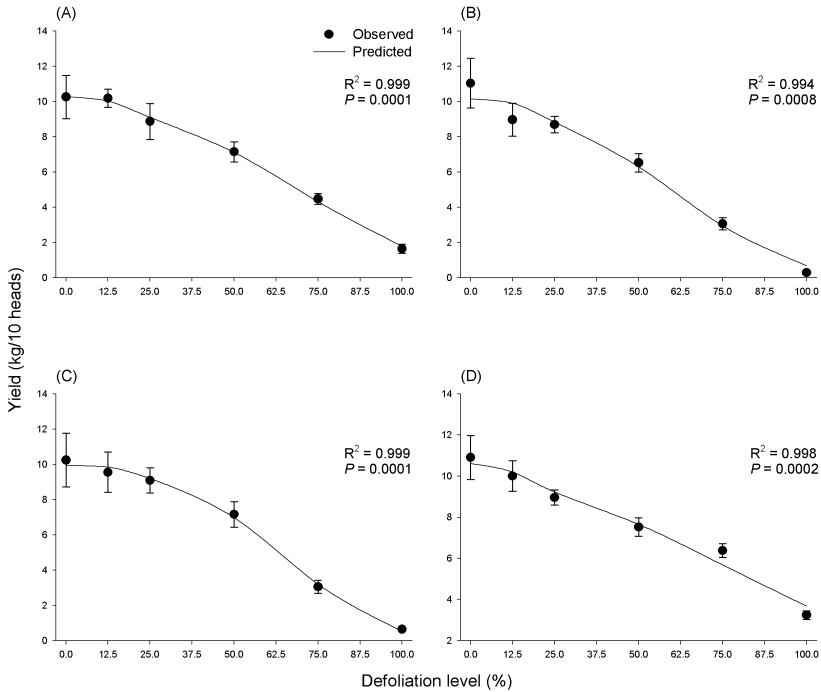 (A)
14
12
10
8
6
4
2
0
0.0 12.5 25.0 37.5 50.0 62.5 75.0 87.5 100.0
Observed
Predicted
R² = 0.999
P = 0.0001
(B)
14
12
10
8
6
4
2
0
0.0 12.5 25.0 37.5 50.0 62.5 75.0 87.5 100.0
R² = 0.994
P = 0.0008
Yield (kg/10 heads)
(C)
14
12
10
8
6
4
2
0
0.0 12.5 25.0 37.5 50.0 62.5 75.0 87.5 100.0
R² = 0.999
P = 0.0001
(D)
14
12
10
8
6
4
2
0.0 12.5 25.0 37.5 50.0 62.5 75.0 87.5 100.0
R² = 0.998
P = 0.0002
Defoliation level (%)